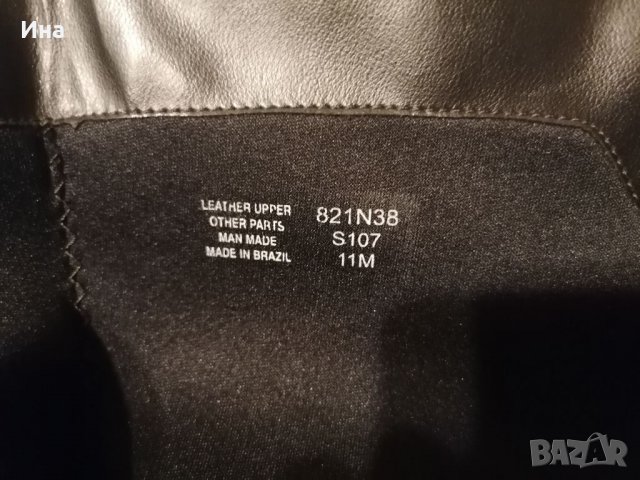 Ина
LEATHER UPPER
OTHER PARTS
MAN MADE
MADE IN BRAZIL
821N38
S107
11M
BAZAR